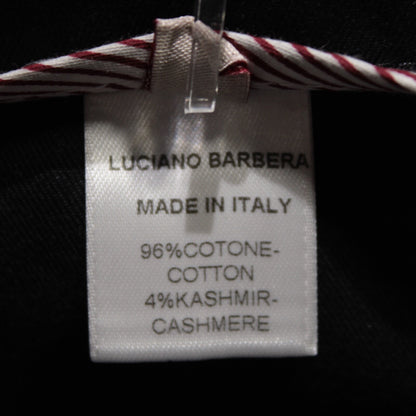 LUCIANO BARBERA
MADE IN ITALY
96%COTONE-
COTTON
4%KASHMIR-
CASHMERE